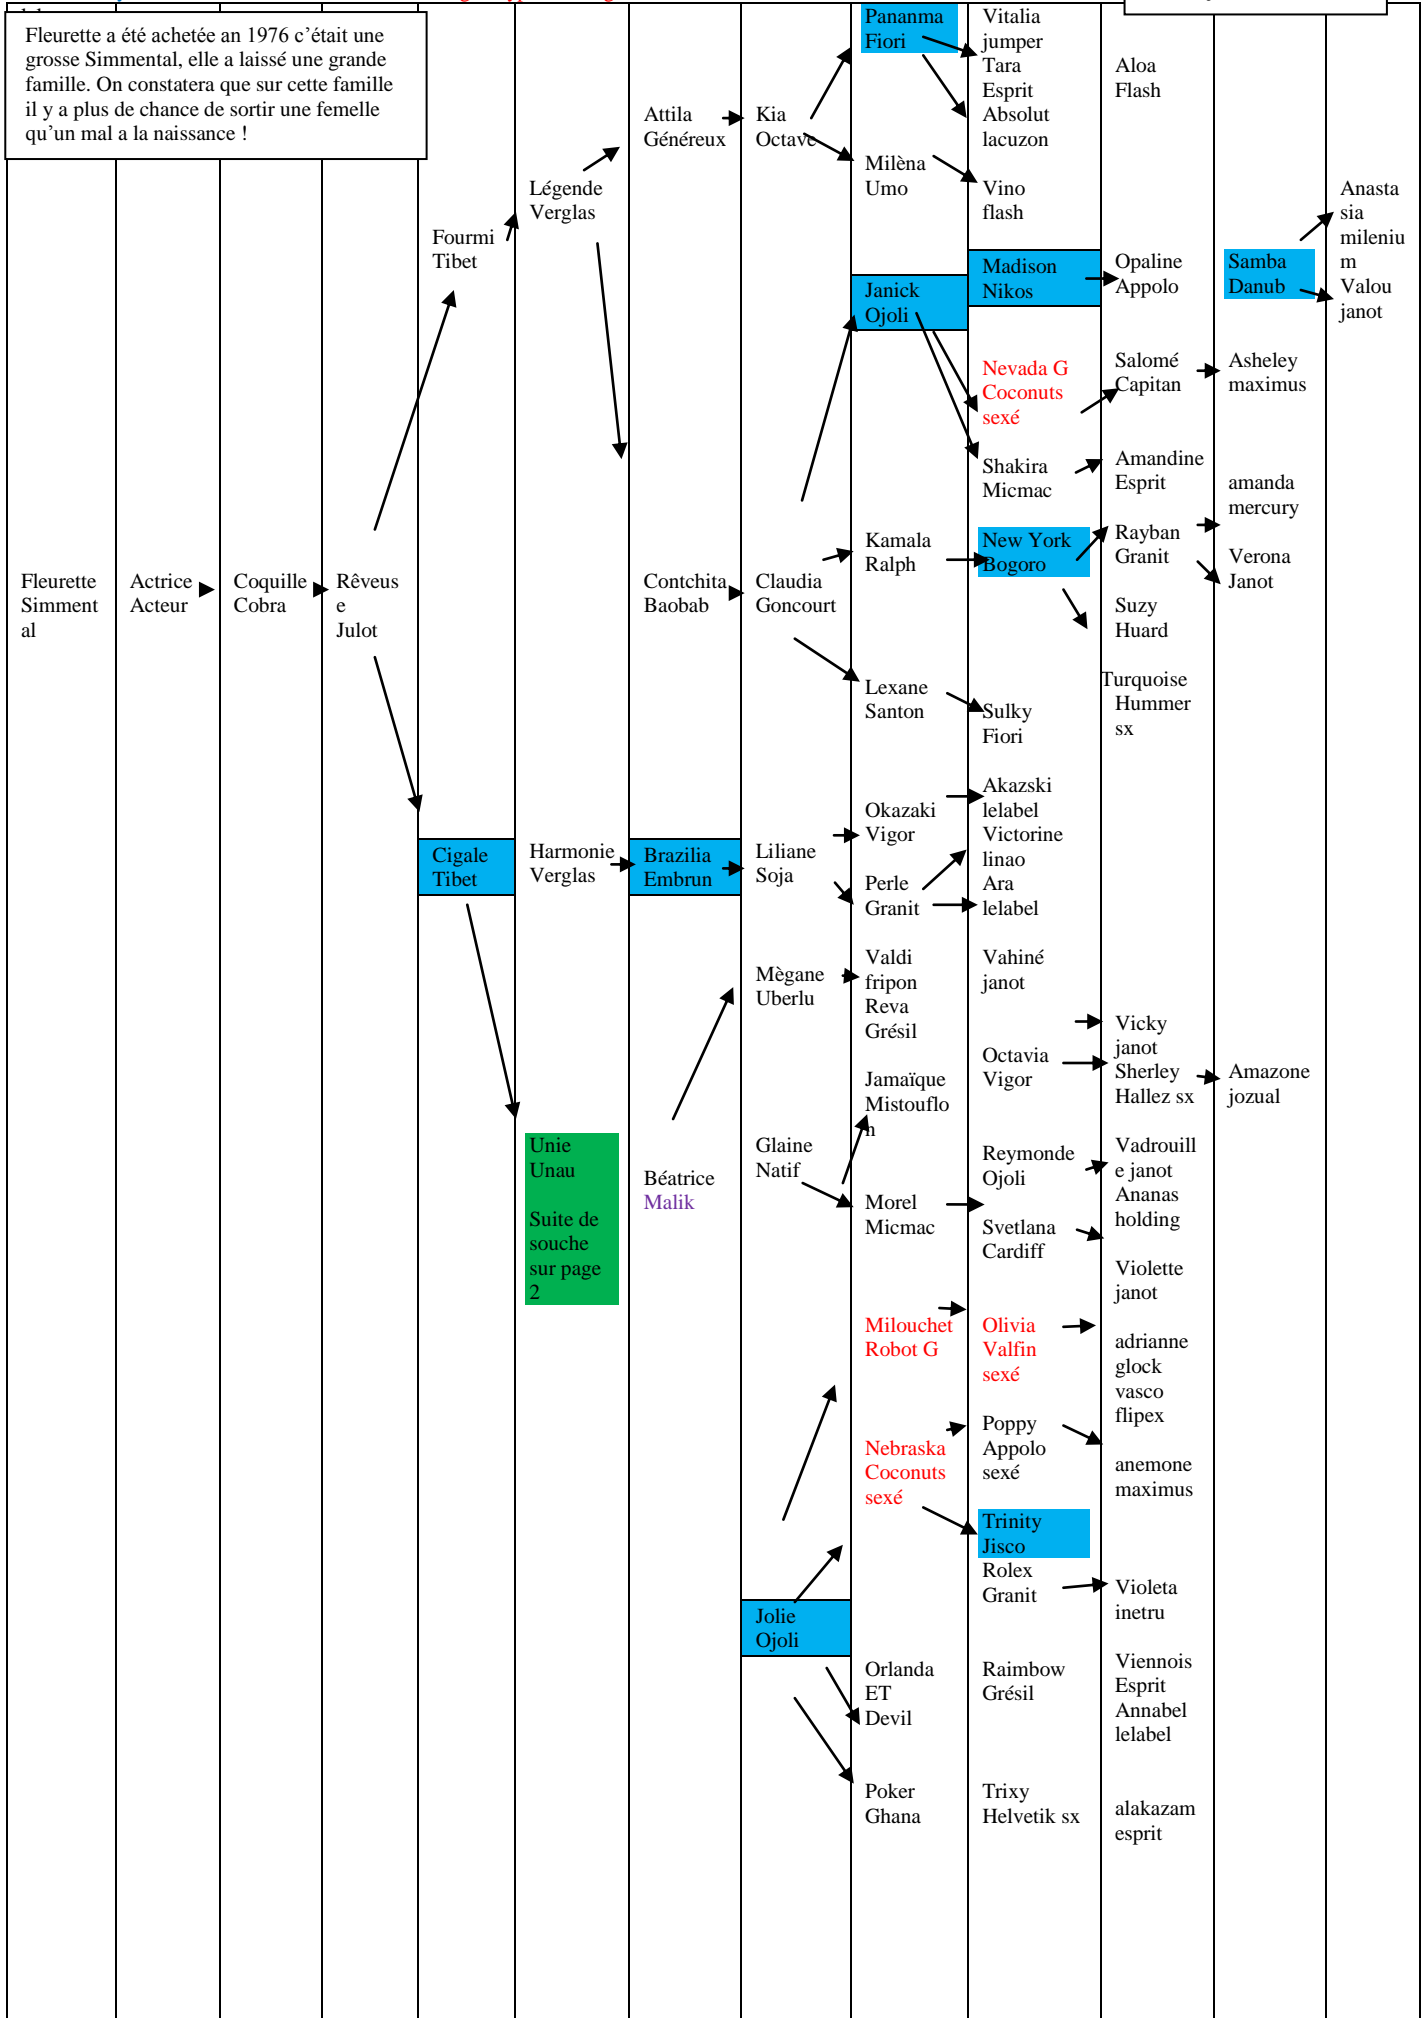 Fleurette a été achetée an 1976 c’était une
grosse Simmental, elle a laissé une grande
famille. On constatera que sur cette famille
il y a plus de chance de sortir une femelle
qu’un mal a la naissance !
Fleurette
Simment
al
Actrice
Acteur
Coquille
Cobra
Rêveus
e
Julot
Fourmi
Tibet
Cigale
Tibet
Légende
Verglas
Harmonie
Verglas
Unie
Unau
Suite de
souche
sur page
2
Attila
Généreux
Contchita
Baobab
Brazilia
Embrun
Béatrice
Malik
Kia
Octave
Claudia
Goncourt
Liliane
Soja
Mègane
Uberlu
Glaine
Natif
Jolie
Ojoli
Pananma
Fiori
Milèna
Umo
Janick
Ojoli
Kamala
Ralph
Lexane
Santon
Okazaki
Vigor
Perle
Granit
Valdi
fripon
Reva
Grésil
Jamaïque
Mistouflo
n
Morel
Micmac
Milouchet
Robot G
Nebraska
Coconuts
sexé
Orlanda
ET
Devil
Poker
Ghana
Vitalia
jumper
Tara
Esprit
Absolut
lacuzon
Vino
flash
Madison
Nikos
Nevada G
Coconuts
sexé
Shakira
Micmac
New York
Bogoro
Sulky
Fiori
Akazski
lelabel
Victorine
linao
Ara
lelabel
Vahiné
janot
Octavia
Vigor
Reymonde
Ojoli
Svetlana
Cardiff
Olivia
Valfin
sexé
Poppy
Appolo
sexé
Trinity
Jisco
Rolex
Granit
Raimbow
Grésil
Trixy
Helvetik sx
Aloa
Flash
Opaline
Appolo
Salomé
Capitan
Amandine
Esprit
Rayban
Granit
Suzy
Huard
Turquoise
Hummer
sx
Vicky
janot
Sherley
Hallez sx
Vadrouill
e janot
Ananas
holding
Violette
janot
adrianne
glock
vasco
flipex
anemone
maximus
Violeta
inetru
Viennois
Esprit
Annabel
lelabel
alakazam
esprit
Samba
Danub
Asheley
maximus
amanda
mercury
Verona
Janot
Amazone
jozual
Anasta
sia
mileniu
m
Valou
janot